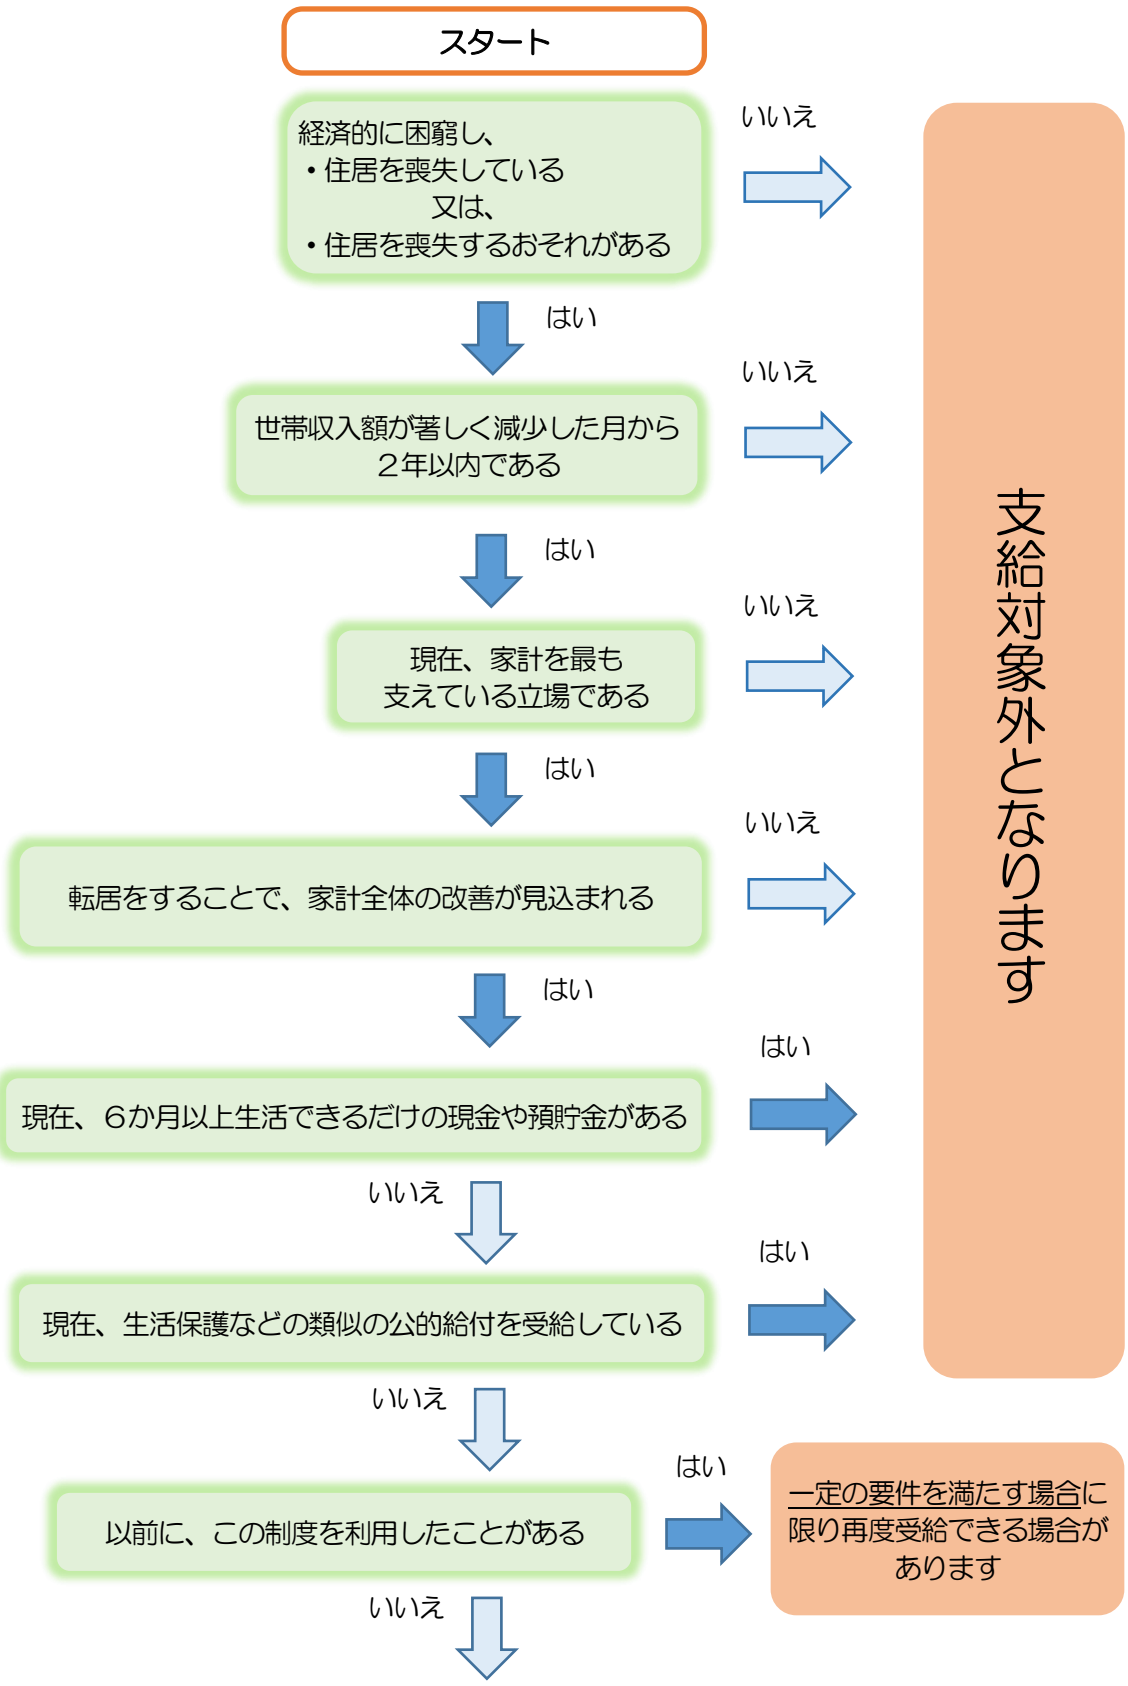 スタート
経済的に困窮し、
・住居を喪失している
又は、
・住居を喪失するおそれがある
いいえ
はい
世帯収入額が著しく減少した月から
２年以内である
いいえ
はい
現在、家計を最も
支えている立場である
いいえ
はい
転居をすることで、家計全体の改善が見込まれる
いいえ
はい
現在、６か月以上生活できるだけの現金や預貯金がある
はい
いいえ
現在、生活保護などの類似の公的給付を受給している
はい
いいえ
支給対象外となります
以前に、この制度を利用したことがある
はい
一定の要件を満たす場合に
限り再度受給できる場合が
あります
いいえ